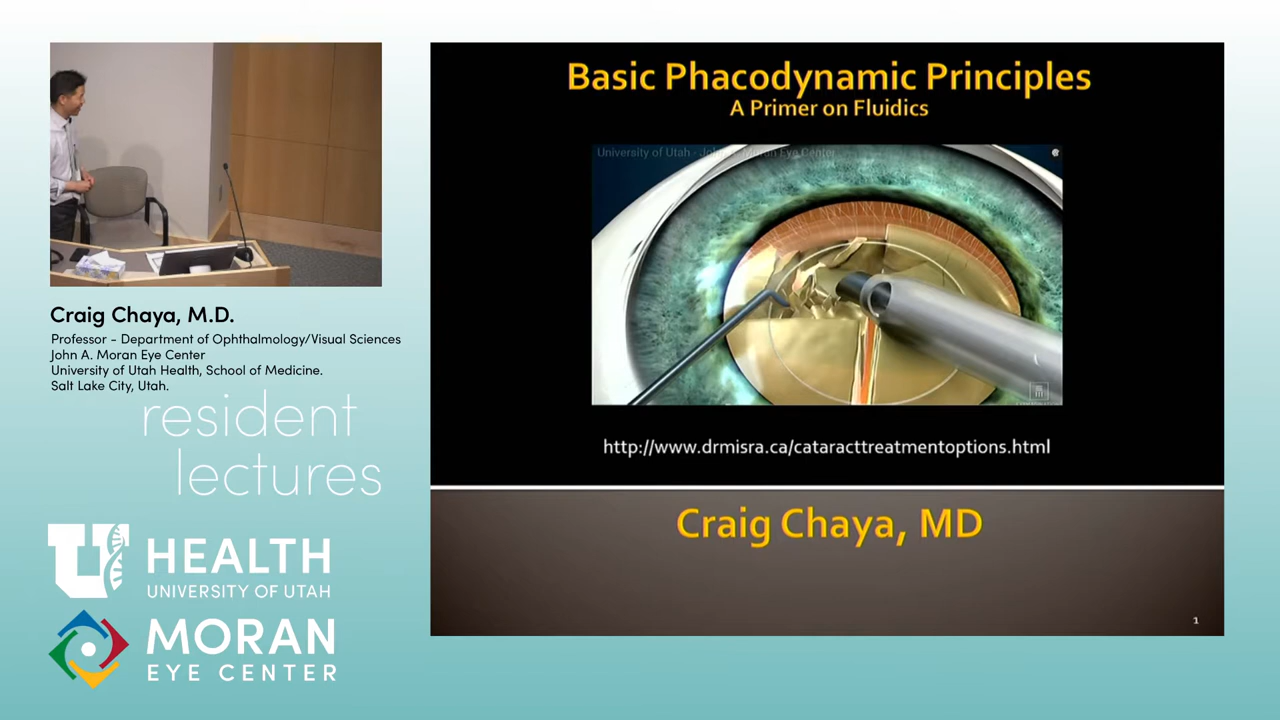 Craig Chaya, M.D.
Professor - Department of Ophthalmology/Visual Sciences
John A. Moran Eye Center
University of Utah Health, School of Medicine.
Salt Lake City, Utah.
resident
lectures
U HEALTH
UNIVERSITY OF UTAH
MORAN
EYE CENTER
Basic Phacodynamic Principles
A Primer on Fluidics
University of Utah - John A. Moran Eye Center
http://www.drmisra.ca/cataracttreatmentoptions.html
Craig Chaya, MD
1